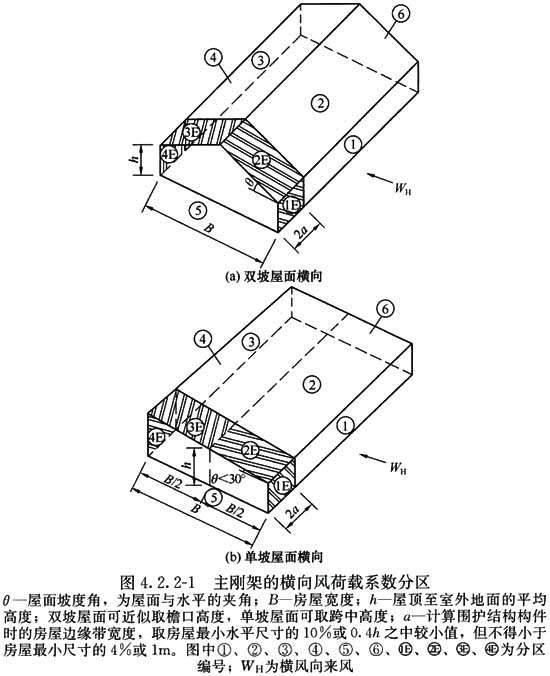 ⑥
③
④
②
3E
①
4E
2E
h
θ
W_H
1E
⑤
2a
B
(a) 双坡屋面横向
⑥
③
④
②
①
3E
4E
2E
h
W_H
θ<30°
1E
B/2
⑤
B/2
2a
B
(b) 单坡屋面横向
图 4.2.2-1 主刚架的横向风荷载系数分区
θ—屋面坡度角，为屋面与水平的夹角；B—房屋宽度；h—屋顶至室外地面的平均
高度；双坡屋面可近似取檐口高度，单坡屋面可取跨中高度；a—计算围护结构构件
时的房屋边缘带宽度，取房屋最小水平尺寸的10%或0.4h之中较小值，但不得小于
房屋最小尺寸的4%或1m。图中①、②、③、④、⑤、⑥、1E、2E、3E、4E为分区
编号；W_H为横风向来风